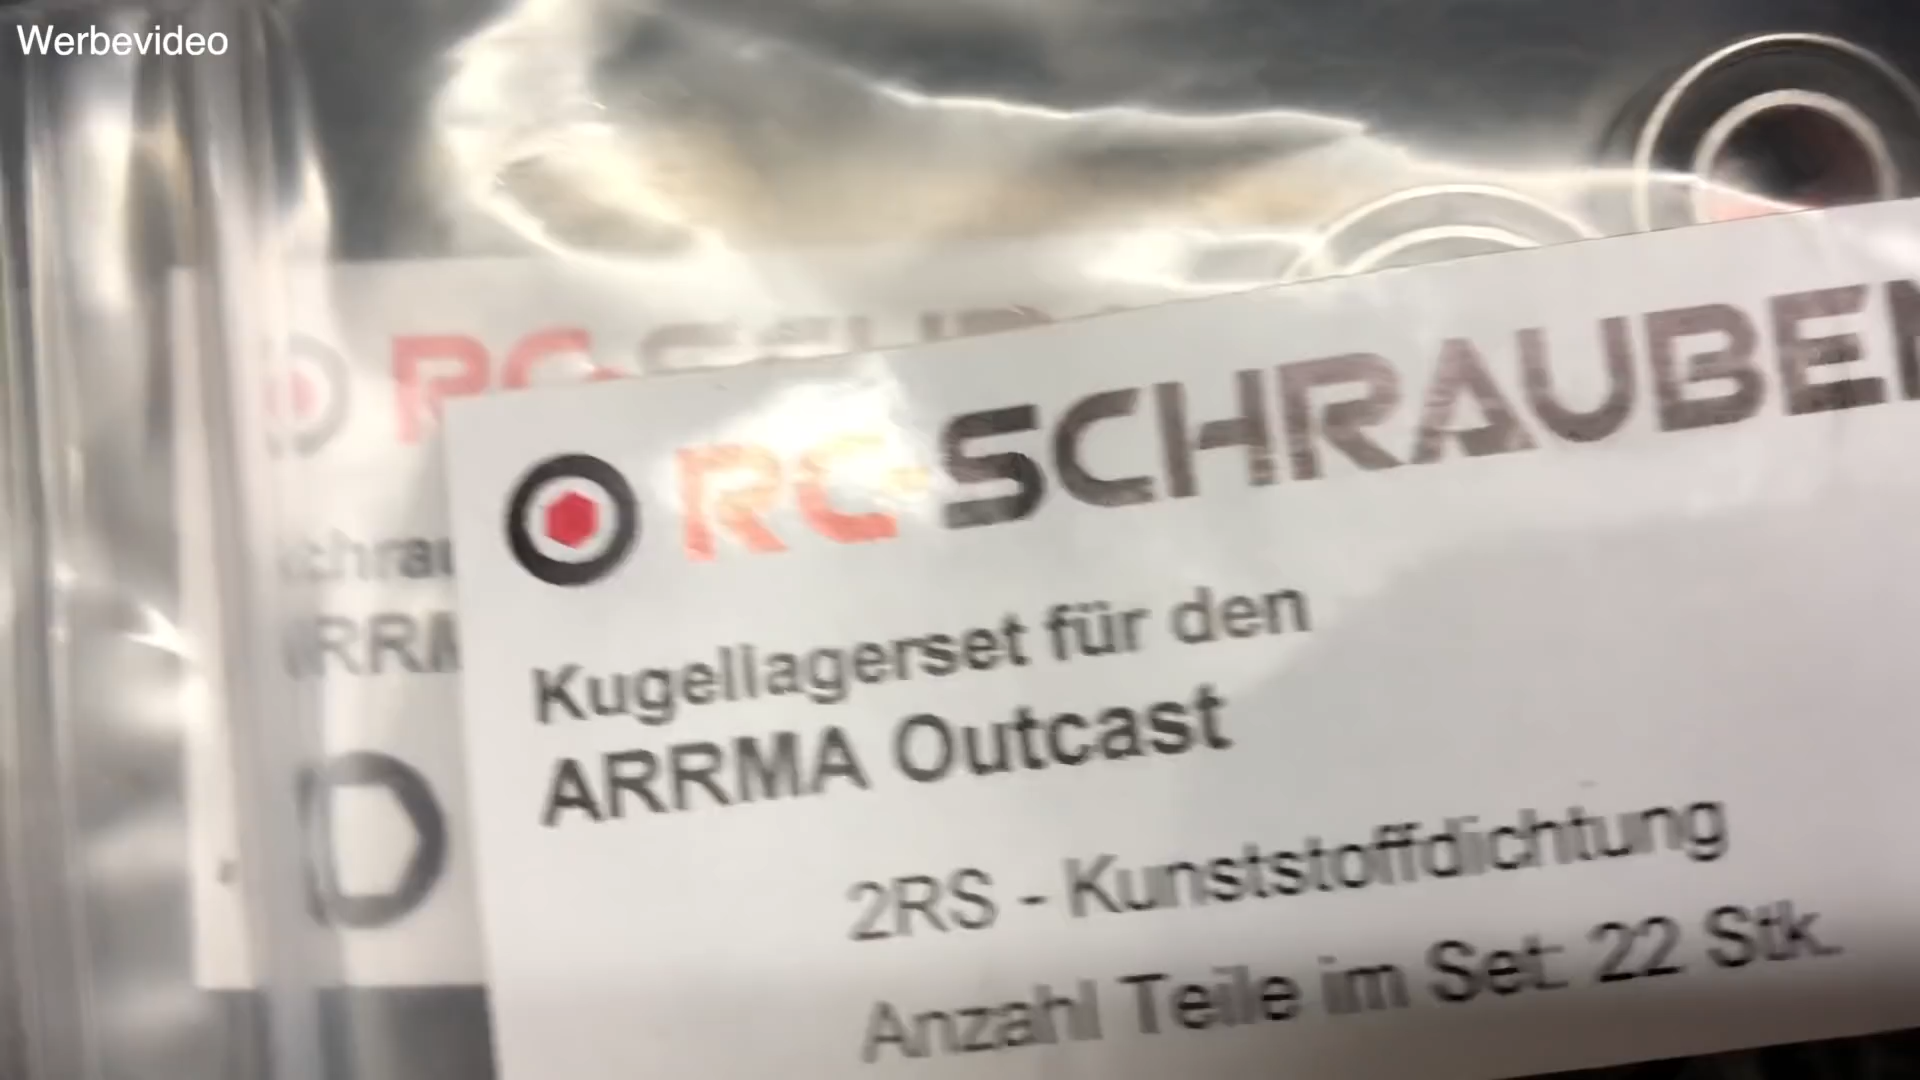 Werbevideo
RC-SCHRAUBEN
Kugellagerset für den
ARRMA Outcast
2RS - Kunststoffdichtung
Anzahl Teile im Set: 22 Stk.